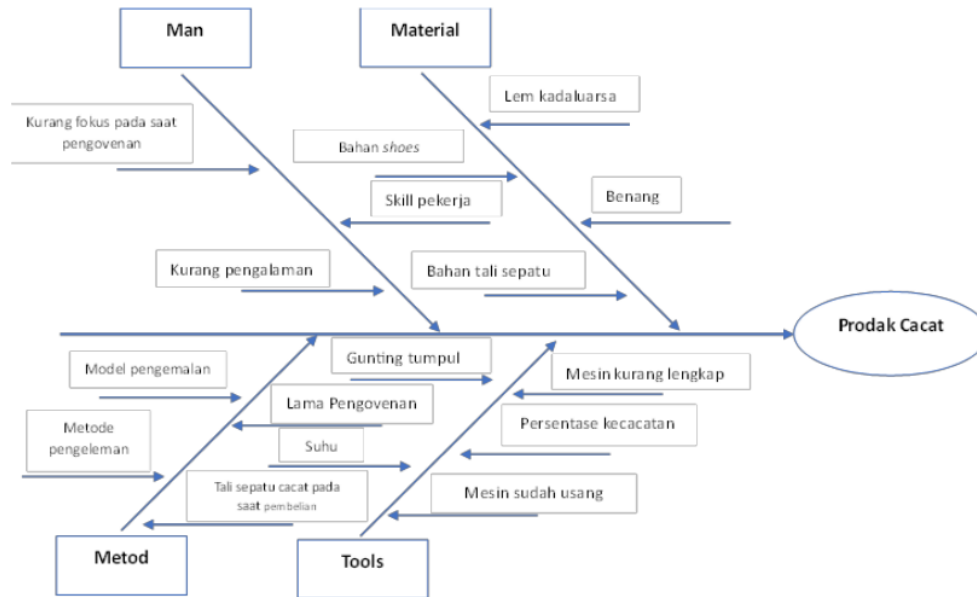 Man
Material
Lem kadaluarsa
Kurang fokus pada saat
pengovenan
Bahan shoes
Skill pekerja
Benang
Kurang pengalaman
Bahan tali sepatu
Prodak Cacat
Model pengemalan
Gunting tumpul
Mesin kurang lengkap
Lama Pengovenan
Metode
pengeleman
Persentase kecacatan
Suhu
Tali sepatu cacat pada
saat pembelian
Mesin sudah usang
Metod
Tools